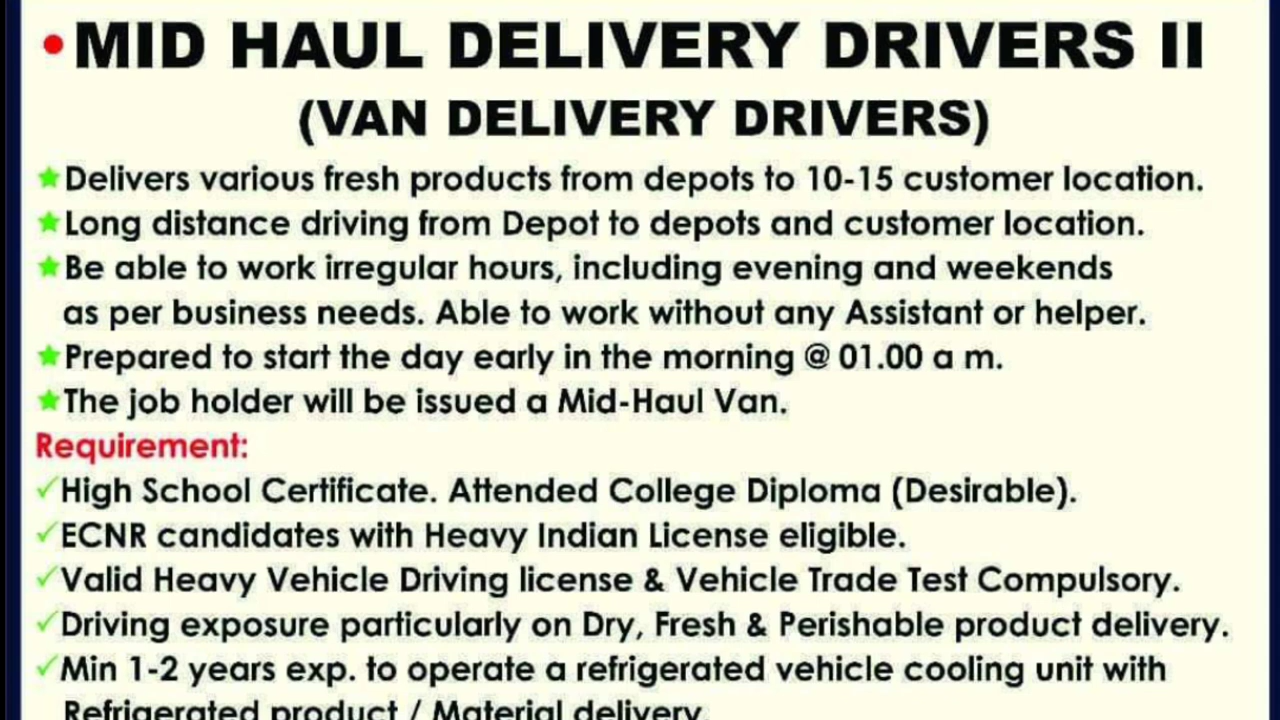 •MID HAUL DELIVERY DRIVERS II
(VAN DELIVERY DRIVERS)
★Delivers various fresh products from depots to 10-15 customer location.
★Long distance driving from Depot to depots and customer location.
★Be able to work irregular hours, including evening and weekends
as per business needs. Able to work without any Assistant or helper.
★Prepared to start the day early in the morning @ 01.00 a m.
★The job holder will be issued a Mid-Haul Van.
Requirement:
✓High School Certificate. Attended College Diploma (Desirable).
✓ECNR candidates with Heavy Indian License eligible.
✓Valid Heavy Vehicle Driving license & Vehicle Trade Test Compulsory.
✓Driving exposure particularly on Dry, Fresh & Perishable product delivery.
✓Min 1-2 years exp. to operate a refrigerated vehicle cooling unit with
Refrigerated product / Material delivery.